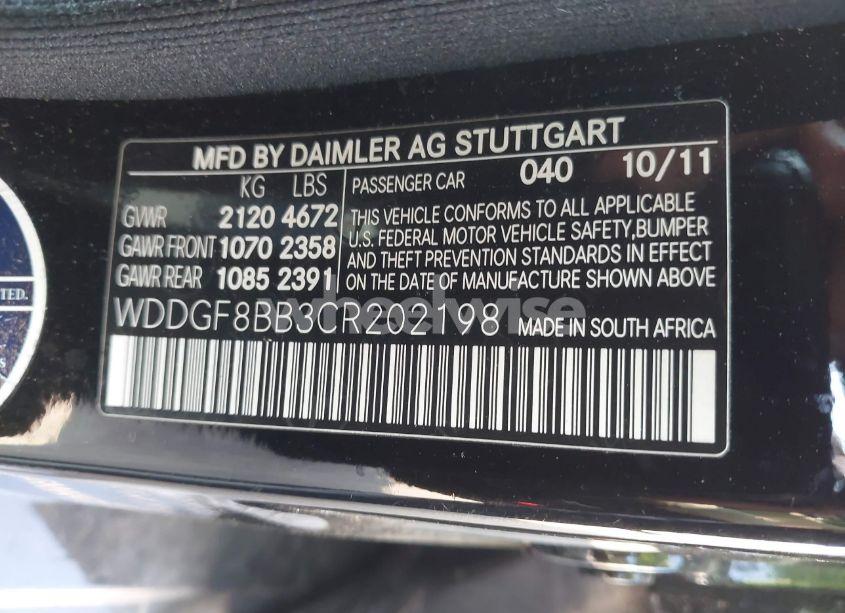 MFD BY DAIMLER AG STUTTGART
KG LBS
GVWR 2120 4672
GAWR FRONT 1070 2358
GAWR REAR 1085 2391
PASSENGER CAR 040 10/11
THIS VEHICLE CONFORMS TO ALL APPLICABLE
U.S. FEDERAL MOTOR VEHICLE SAFETY,BUMPER
AND THEFT PREVENTION STANDARDS IN EFFECT
ON THE DATE OF MANUFACTURE SHOWN ABOVE
WDDGF8BB3CR202198 MADE IN SOUTH AFRICA
wheelwise